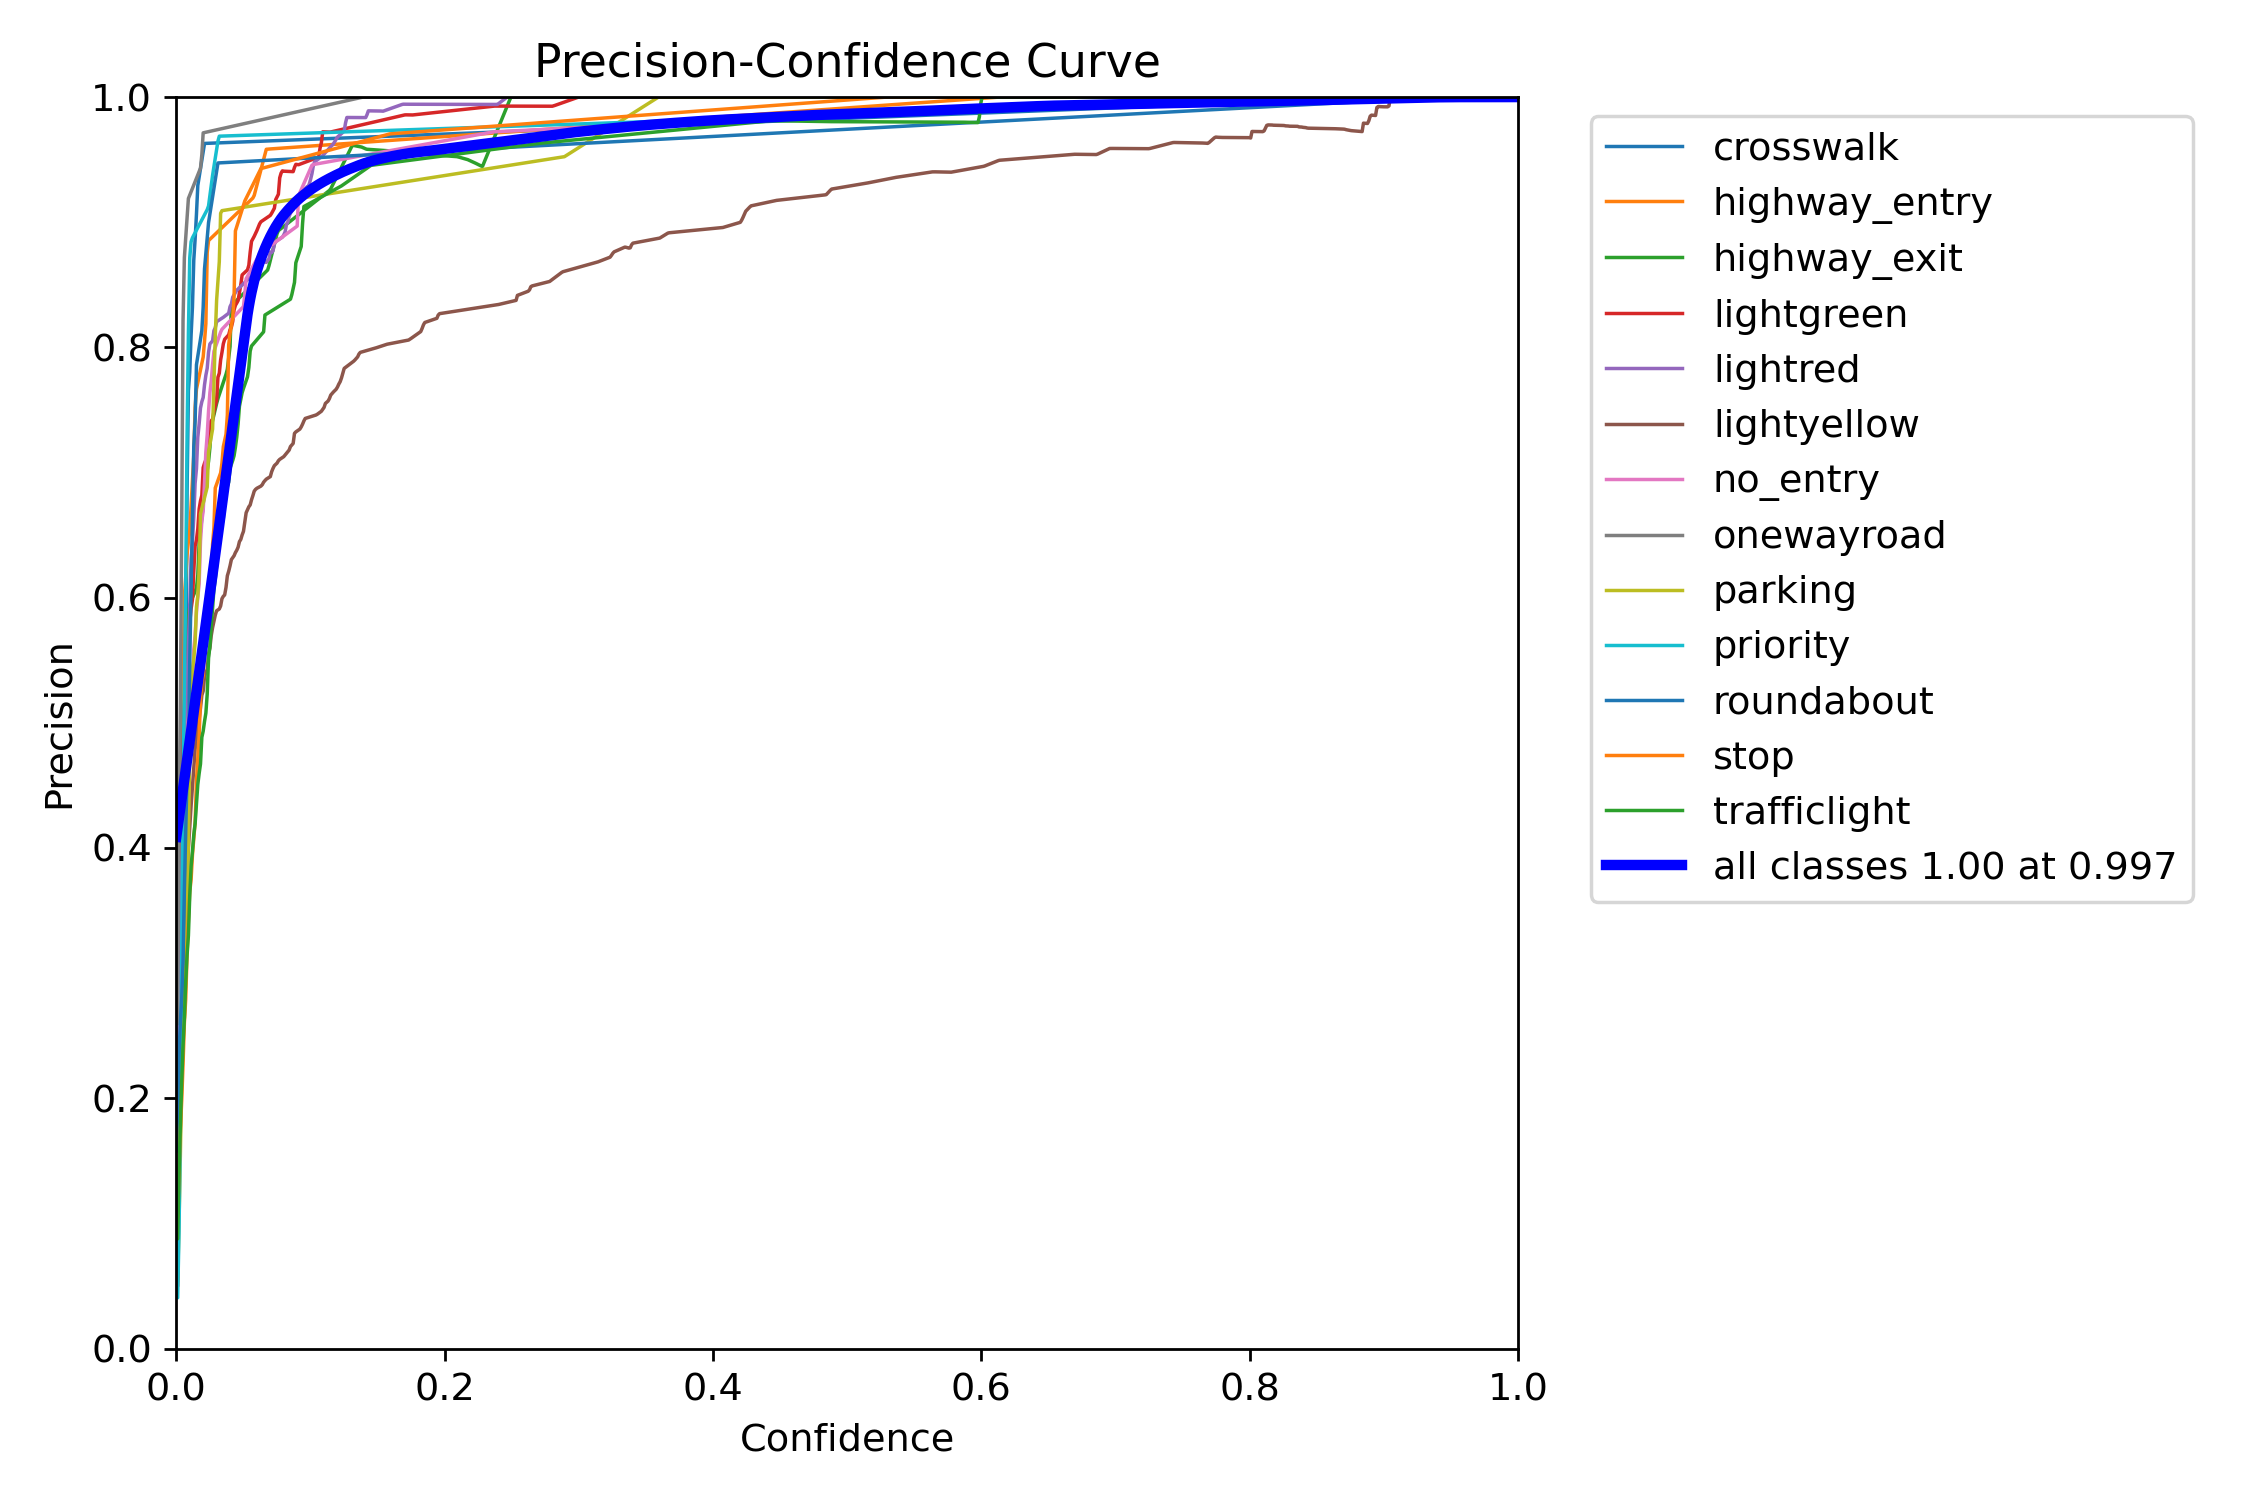 Precision-Confidence Curve
1.0
0.8
0.6
0.4
0.2
0.0
Precision
0.0 0.2 0.4 0.6 0.8 1.0
Confidence
crosswalk
highway_entry
highway_exit
lightgreen
lightred
lightyellow
no_entry
onewayroad
parking
priority
roundabout
stop
trafficlight
all classes 1.00 at 0.997